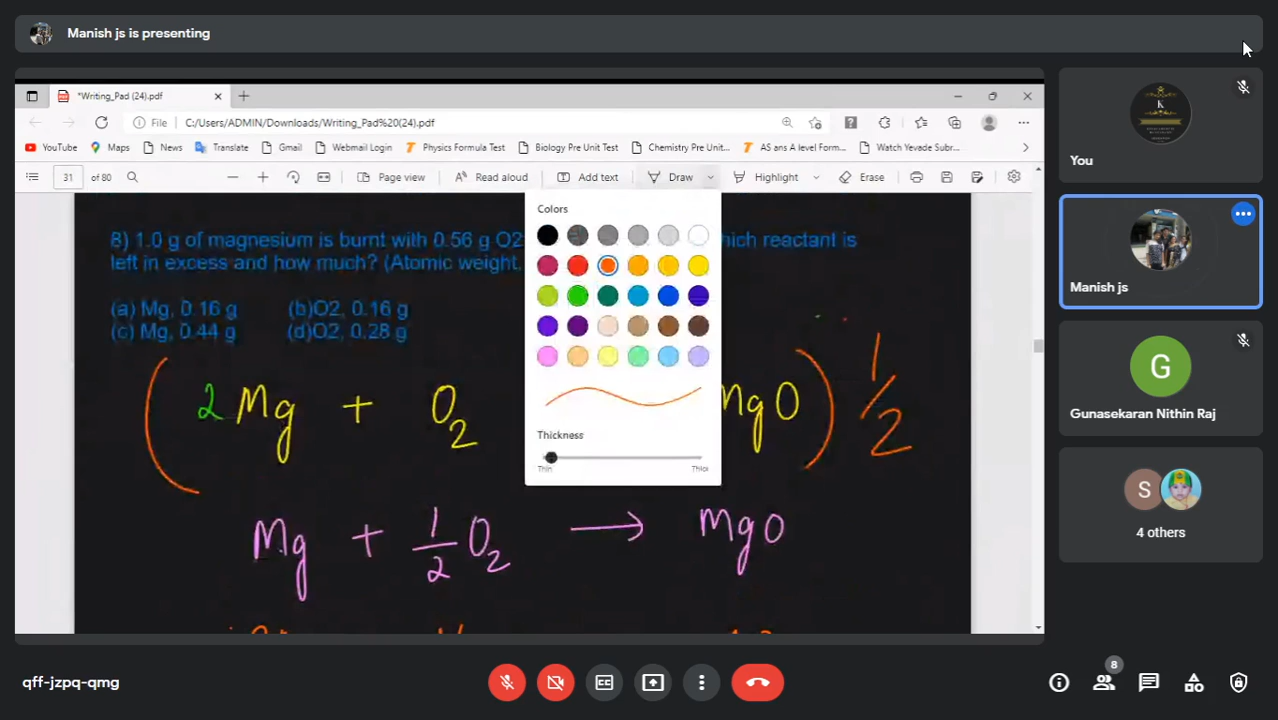 Manish js is presenting
*Writing_Pad (24).pdf
File C:/Users/ADMIN/Downloads/Writing_Pad%20(24).pdf
YouTube Maps News Translate Gmail Webmail Login Physics Formula Test Biology Pre Unit Test Chemistry Pre Unit... AS ans A level Form... Watch Yevade Subr...
31 of 80 Page view Read aloud Add text Draw Highlight Erase
Colors
Thickness
Thin
8) 1.0 g of magnesium is burnt with 0.56 g O2 hich reactant is
left in excess and how much? (Atomic weight,
(a) Mg, 0.16 g (b)O2, 0.16 g
(c) Mg, 0.44 g (d)O2, 0.28 g
( 2 Mg + O2 MgO ) 1/2
Mg + 1/2 O2 → MgO
K
You
Manish js
G
Gunasekaran Nithin Raj
S
4 others
qff-jzpq-qmg
CC
8